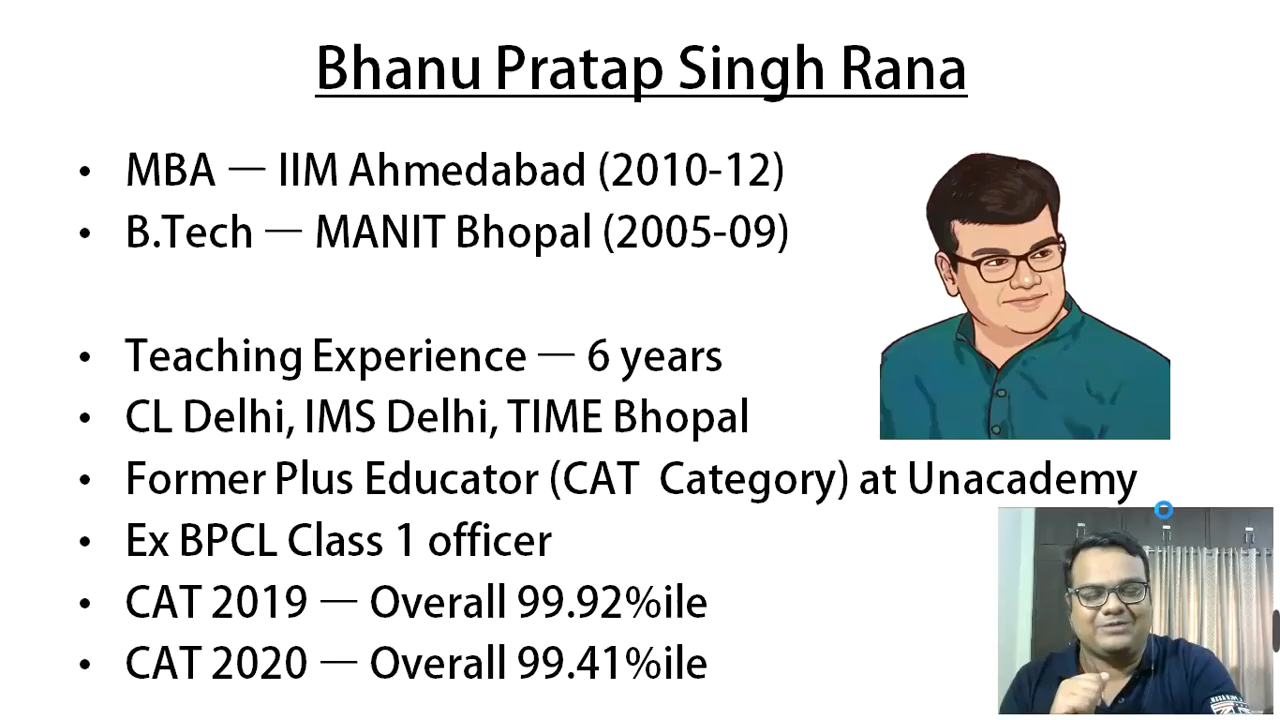 Bhanu Pratap Singh Rana
• MBA — IIM Ahmedabad (2010-12)
• B.Tech — MANIT Bhopal (2005-09)
• Teaching Experience — 6 years
• CL Delhi, IMS Delhi, TIME Bhopal
• Former Plus Educator (CAT Category) at Unacademy
• Ex BPCL Class 1 officer
• CAT 2019 — Overall 99.92%ile
• CAT 2020 — Overall 99.41%ile